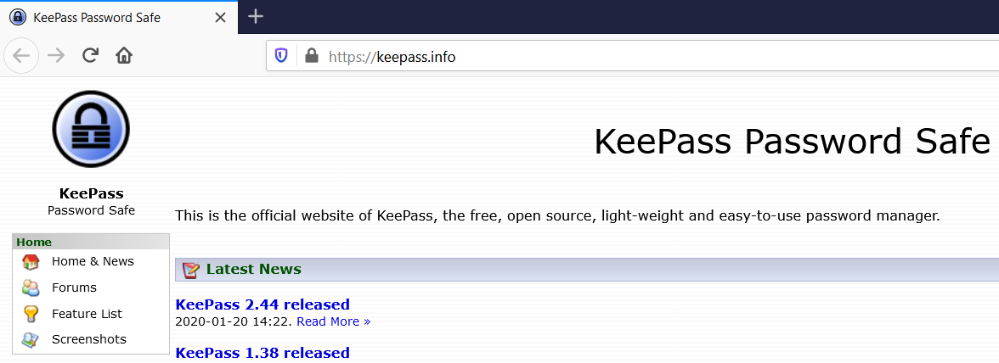 KeePass Password Safe
https://keepass.info
KeePass
Password Safe
KeePass Password Safe
This is the official website of KeePass, the free, open source, light-weight and easy-to-use password manager.
Home
Home & News
Forums
Feature List
Screenshots
Latest News
KeePass 2.44 released
2020-01-20 14:22. Read More »
KeePass 1.38 released